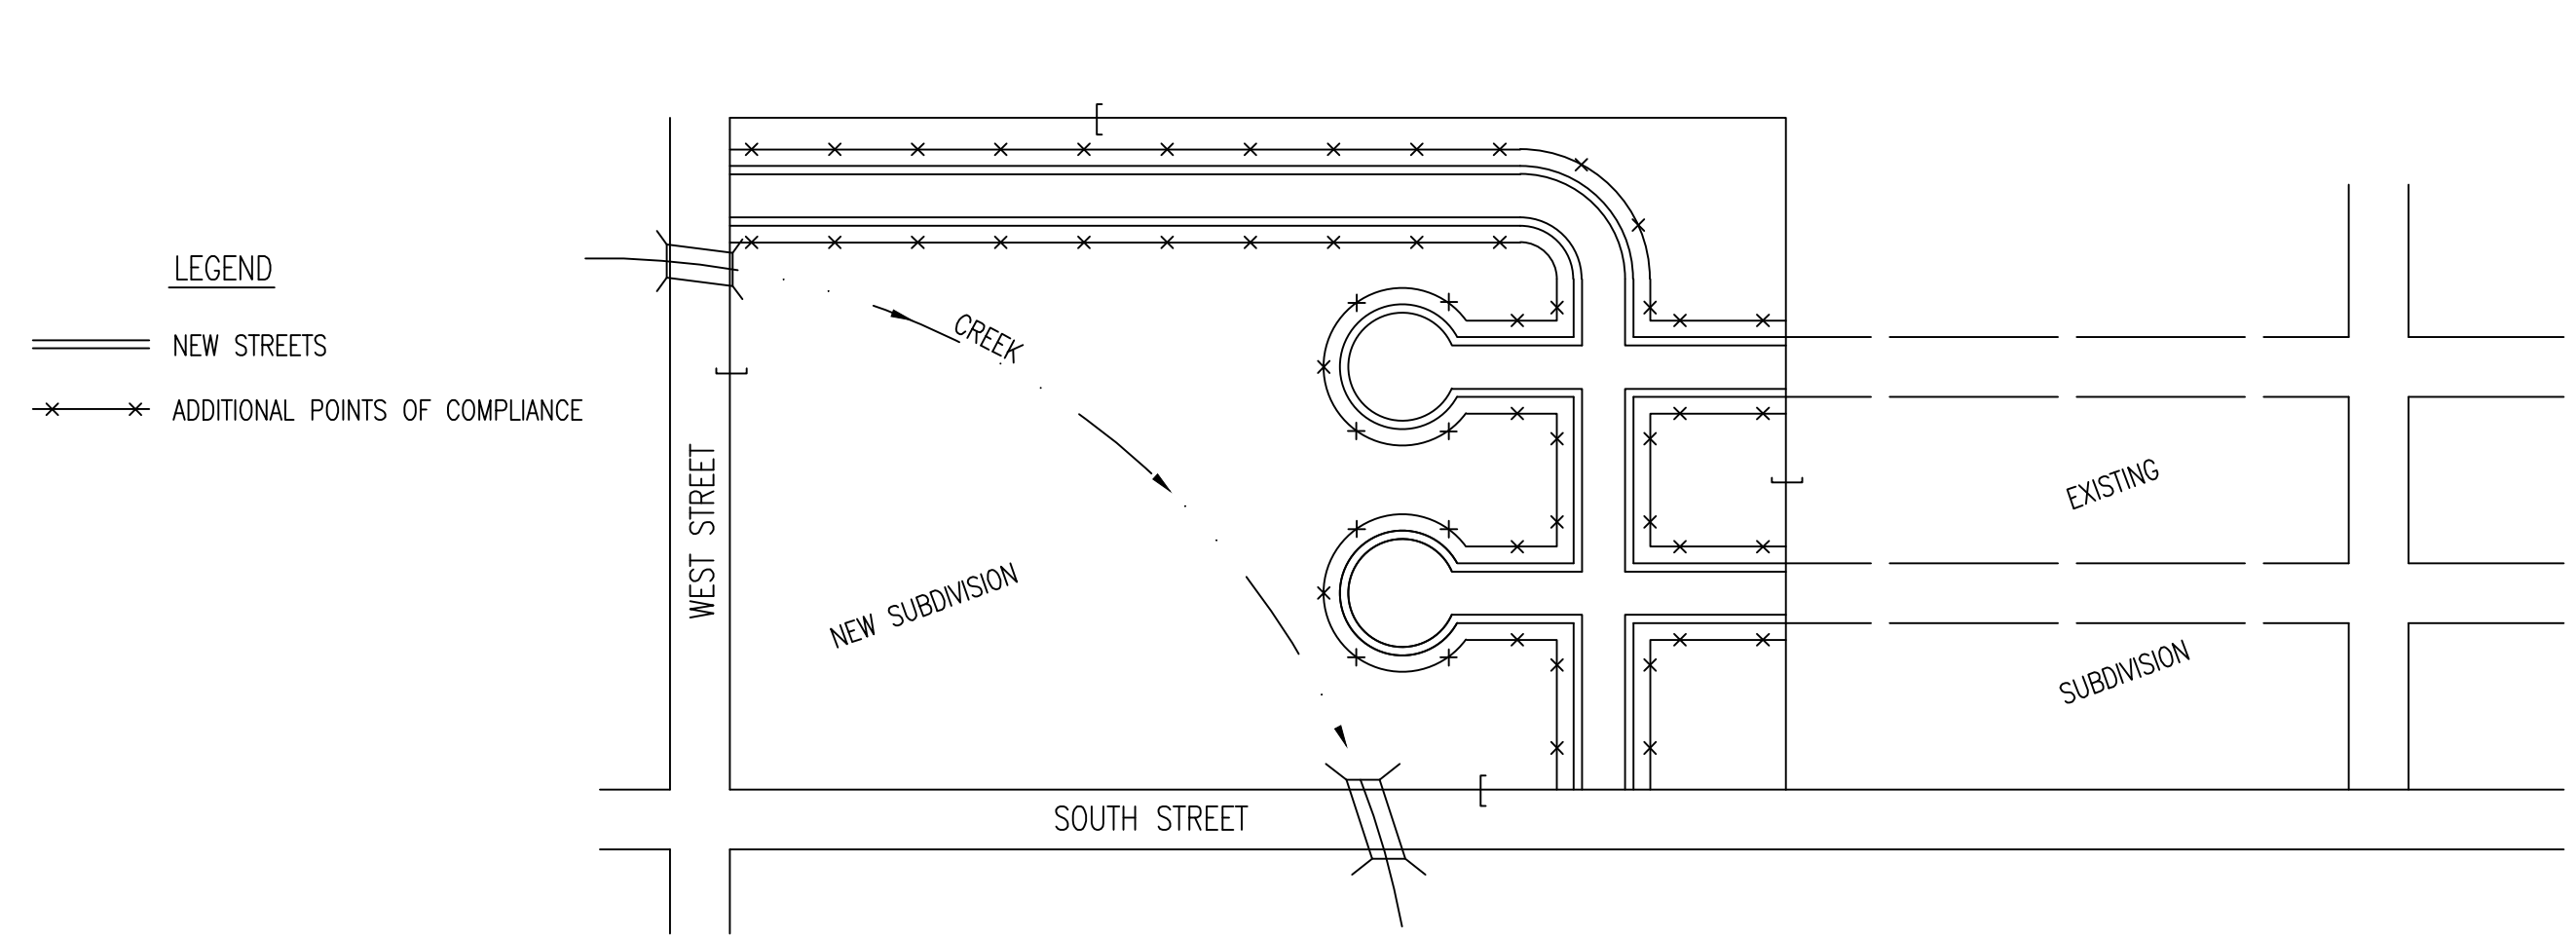 LEGEND
NEW STREETS
ADDITIONAL POINTS OF COMPLIANCE
CREEK
WEST STREET
NEW SUBDIVISION
EXISTING
SUBDIVISION
SOUTH STREET